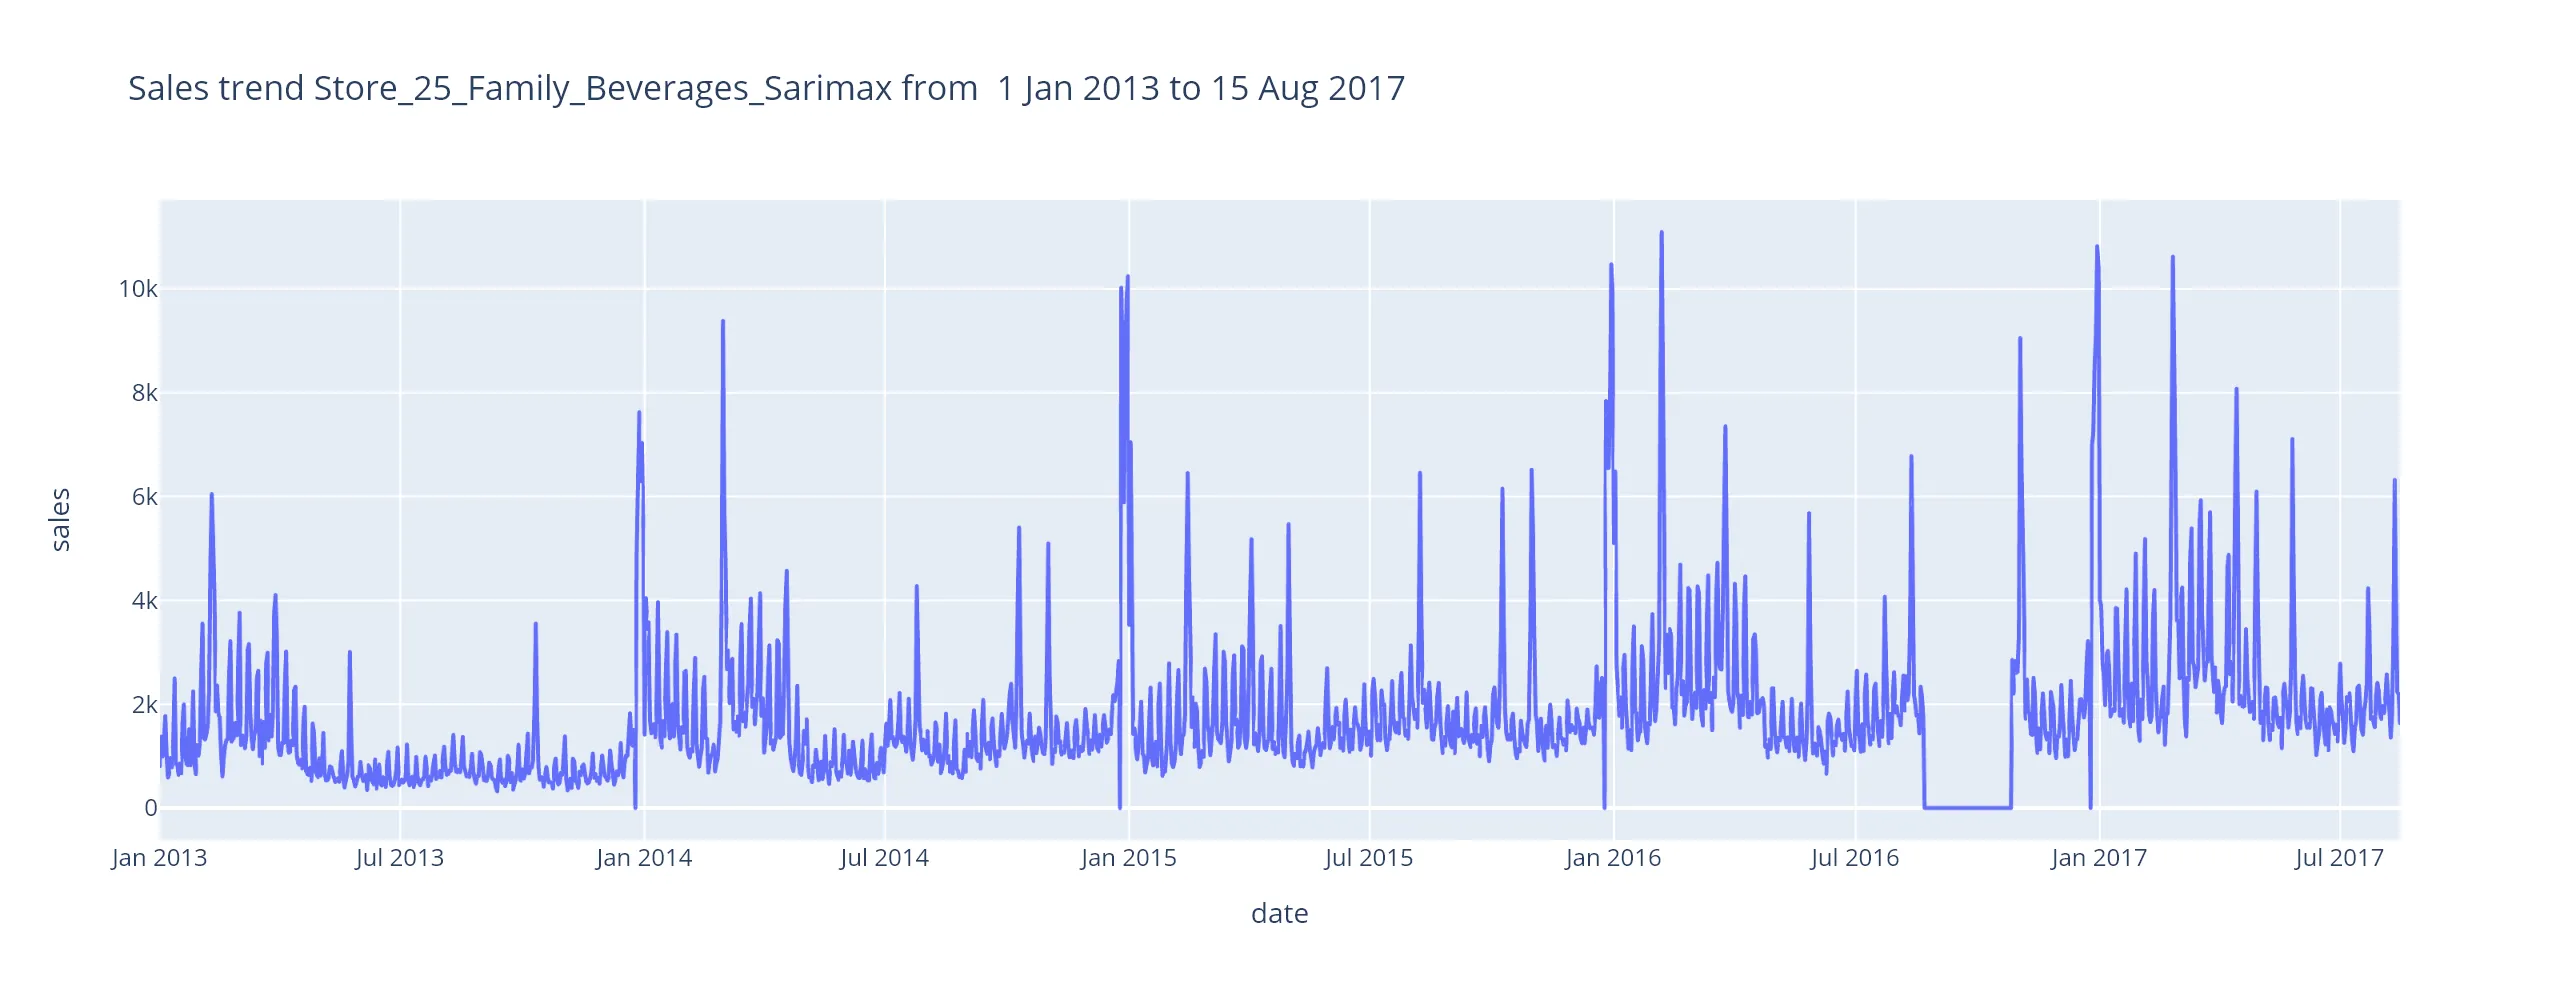 Sales trend Store_25_Family_Beverages_Sarimax from  1 Jan 2013 to 15 Aug 2017
10k
8k
6k
4k
2k
0
sales
Jan 2013 Jul 2013 Jan 2014 Jul 2014 Jan 2015 Jul 2015 Jan 2016 Jul 2016 Jan 2017 Jul 2017
date